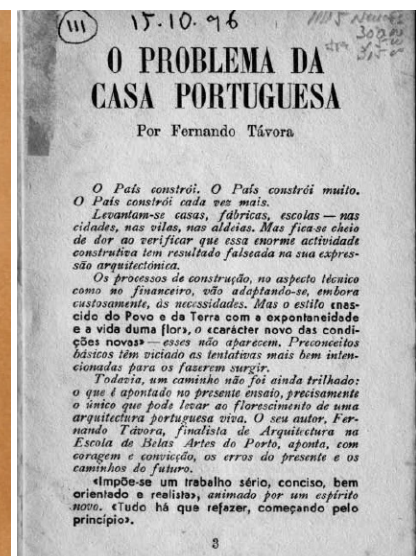 III
15.10.96
O PROBLEMA DA
CASA PORTUGUESA
Por Fernando Távora
O País constrói. O País constrói muito.
O País constrói cada vez mais.
Levantam-se casas, fábricas, escolas — nas
cidades, nas vilas, nas aldeias. Mas fica-se cheio
de dor ao verificar que essa enorme actividade
construtiva tem resultado falseada na sua expres-
são arquitectónica.
Os processos de construção, no aspecto técnico
como no financeiro, vão adaptando-se, embora
custosamente, às necessidades. Mas o estilo «nas-
cido do Povo e da Terra com a expontaneidade
e a vida duma flor», o «carácter novo das condi-
ções novas» — esses não aparecem. Preconceitos
básicos têm viciado as tentativas mais bem inten-
cionadas para os fazerem surgir.
Todavia, um caminho não foi ainda trilhado:
o que é apontado no presente ensaio, precisamente
o único que pode levar ao florescimento de uma
arquitectura portuguesa viva. O seu autor, Fer-
nando Távora, finalista de Arquitectura na
Escola de Belas Artes do Porto, aponta, com
coragem e convicção, os erros do presente e os
caminhos do futuro.
«Impõe-se um trabalho sério, conciso, bem
orientado e realista», animado por um espírito
novo. «Tudo há que refazer, começando pelo
princípio».
3